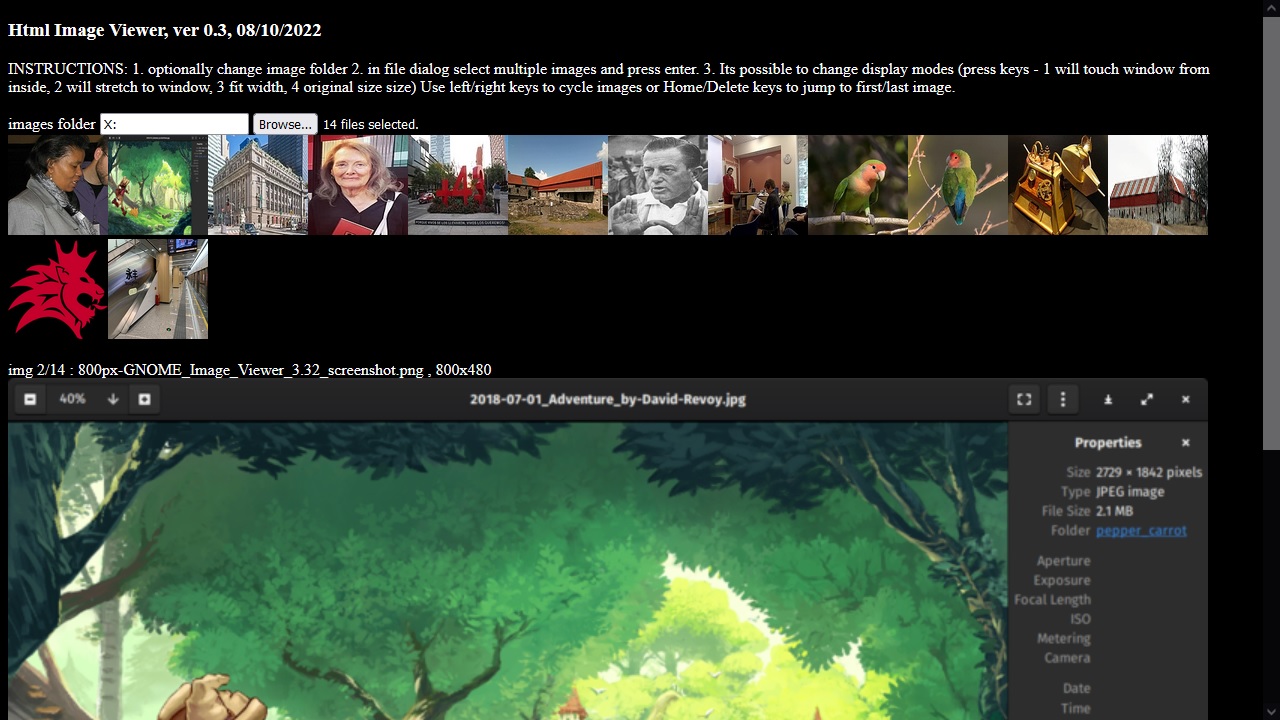 Html Image Viewer, ver 0.3, 08/10/2022
INSTRUCTIONS: 1. optionally change image folder 2. in file dialog select multiple images and press enter. 3. Its possible to change display modes (press keys - 1 will touch window from
inside, 2 will stretch to window, 3 fit width, 4 original size size) Use left/right keys to cycle images or Home/Delete keys to jump to first/last image.
images folder X: Browse... 14 files selected.
img 2/14 : 800px-GNOME_Image_Viewer_3.32_screenshot.png , 800x480
40% 2018-07-01_Adventure_by-David-Revoy.jpg
Properties
Size 2729 × 1842 pixels
Type JPEG image
File Size 2.1 MB
Folder pepper_carrot
Aperture
Exposure
Focal Length
ISO
Metering
Camera
Date
Time